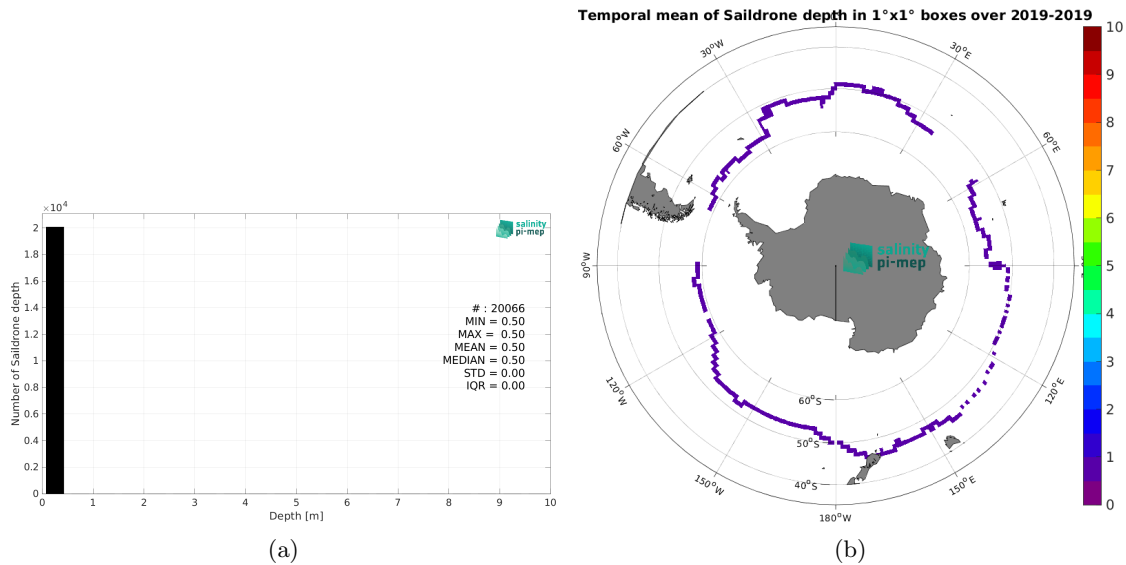 Temporal mean of Saildrone depth in 1°x1° boxes over 2019-2019
×10⁴
2
1.8
1.6
1.4
1.2
1
0.8
0.6
0.4
0.2
0
Number of Saildrone depth
0 1 2 3 4 5 6 7 8 9 10
Depth [m]
salinity
pi-mep
# : 20066
MIN = 0.50
MAX = 0.50
MEAN = 0.50
MEDIAN = 0.50
STD = 0.00
IQR = 0.00
(a)
30°W
30°E
60°W
60°E
90°W
salinity
pi-mep
120°W
120°E
60°S
50°S
40°S
150°W
150°E
180°W
10
9
8
7
6
5
4
3
2
1
0
(b)